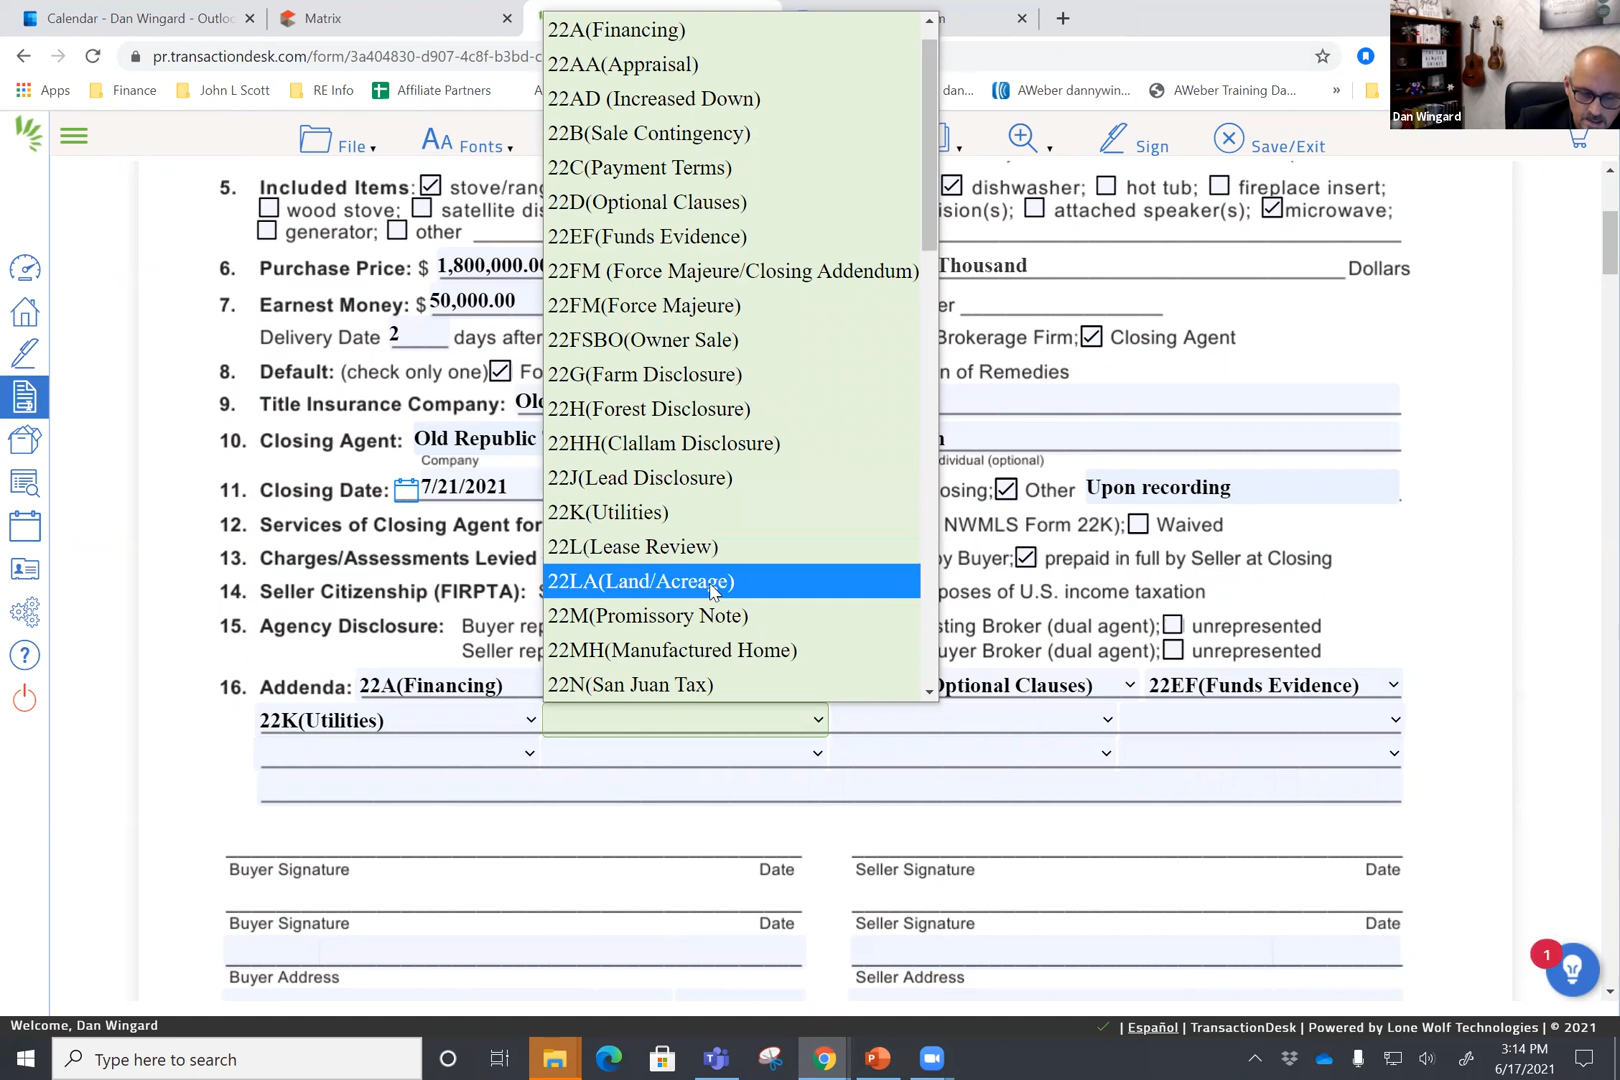 Calendar - Dan Wingard - Outlo
Matrix
pr.transactiondesk.com/form/3a404830-d907-4c8f-b3bd-c
Apps
Finance
John L Scott
RE Info
Affiliate Partners
dan...
AWeber dannywin...
AWeber Training Da...
Dan Wingard
File
Fonts
Sign
Save/Exit
22A(Financing)
22AA(Appraisal)
22AD (Increased Down)
22B(Sale Contingency)
22C(Payment Terms)
22D(Optional Clauses)
22EF(Funds Evidence)
22FM (Force Majeure/Closing Addendum)
22FM(Force Majeure)
22FSBO(Owner Sale)
22G(Farm Disclosure)
22H(Forest Disclosure)
22HH(Clallam Disclosure)
22J(Lead Disclosure)
22K(Utilities)
22L(Lease Review)
22LA(Land/Acreage)
22M(Promissory Note)
22MH(Manufactured Home)
22N(San Juan Tax)
5. Included Items: stove/ran dishwasher; hot tub; fireplace insert;
wood stove; satellite dis ision(s); attached speaker(s); microwave;
generator; other
6. Purchase Price: $ 1,800,000.0 Thousand Dollars
7. Earnest Money: $ 50,000.00 er
Delivery Date 2 days after Brokerage Firm; Closing Agent
8. Default: (check only one) Fo n of Remedies
9. Title Insurance Company: Old
10. Closing Agent: Old Republic
Company ndividual (optional)
11. Closing Date: 7/21/2021 osing; Other Upon recording
12. Services of Closing Agent for NWMLS Form 22K); Waived
13. Charges/Assessments Levied by Buyer; prepaid in full by Seller at Closing
14. Seller Citizenship (FIRPTA): S poses of U.S. income taxation
15. Agency Disclosure: Buyer rep sting Broker (dual agent); unrepresented
Seller rep uyer Broker (dual agent); unrepresented
16. Addenda: 22A(Financing) Optional Clauses) 22EF(Funds Evidence)
22K(Utilities)
Buyer Signature Date Seller Signature Date
Buyer Signature Date Seller Signature Date
Buyer Address Seller Address
1
Welcome, Dan Wingard
| Español | TransactionDesk | Powered by Lone Wolf Technologies | © 2021
Type here to search
3:14 PM
6/17/2021